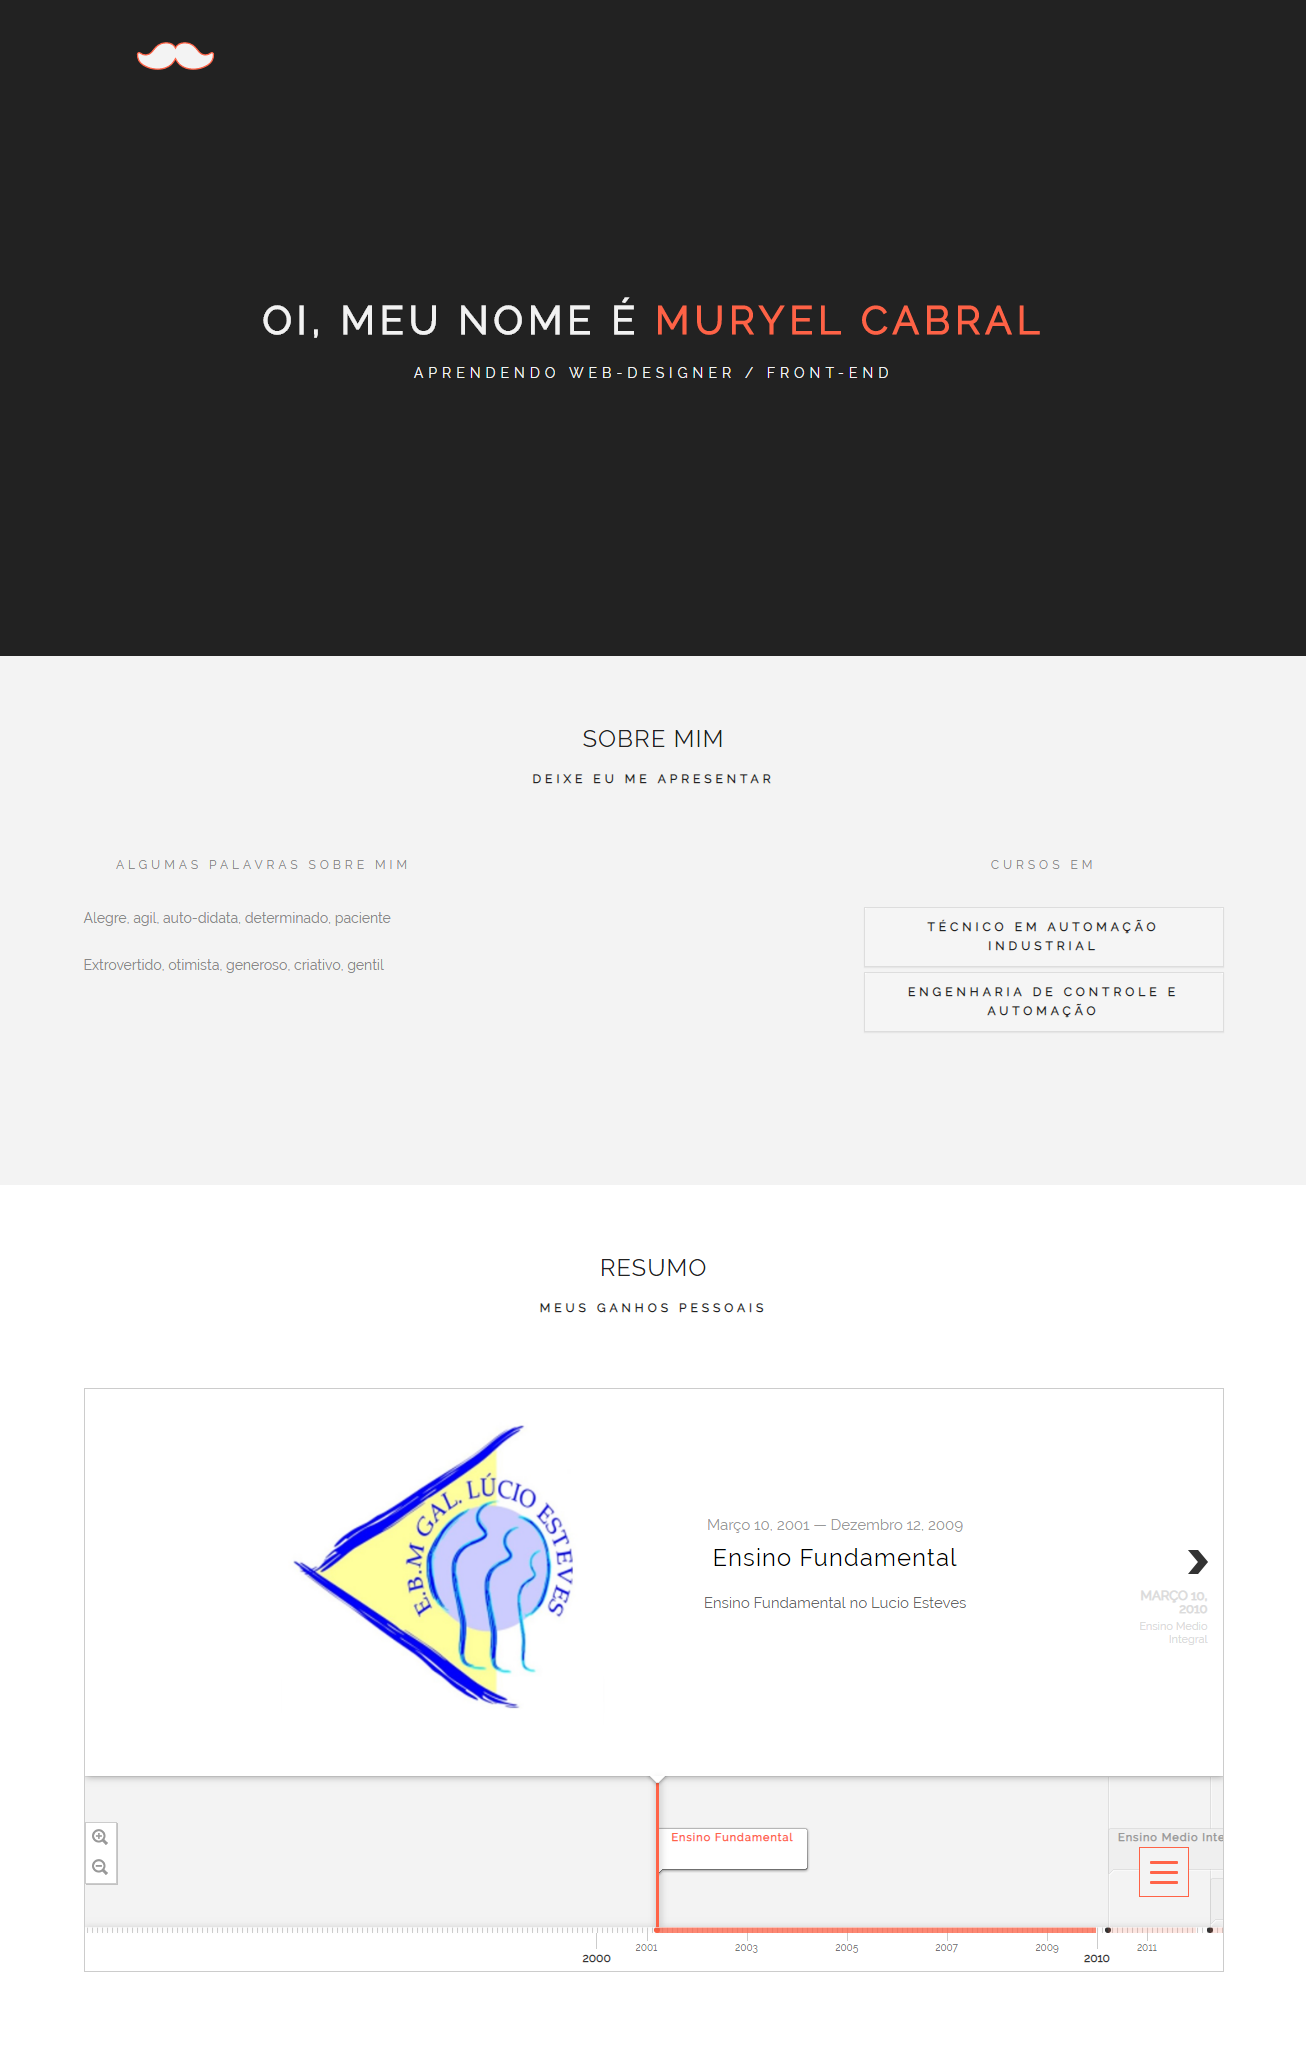 OI, MEU NOME É MURYEL CABRAL
APRENDENDO WEB-DESIGNER / FRONT-END
SOBRE MIM
DEIXE EU ME APRESENTAR
ALGUMAS PALAVRAS SOBRE MIM
Alegre, agil, auto-didata, determinado, paciente
Extrovertido, otimista, generoso, criativo, gentil
CURSOS EM
TÉCNICO EM AUTOMAÇÃO
INDUSTRIAL
ENGENHARIA DE CONTROLE E
AUTOMAÇÃO
RESUMO
MEUS GANHOS PESSOAIS
E.B.M GAL. LÚCIO ESTEVES
Março 10, 2001 — Dezembro 12, 2009
Ensino Fundamental
Ensino Fundamental no Lucio Esteves
MARÇO 10,
2010
Ensino Medio
Integral
Ensino Fundamental
Ensino Medio Inte
2001 2003 2005 2007 2009 2011
2000 2010